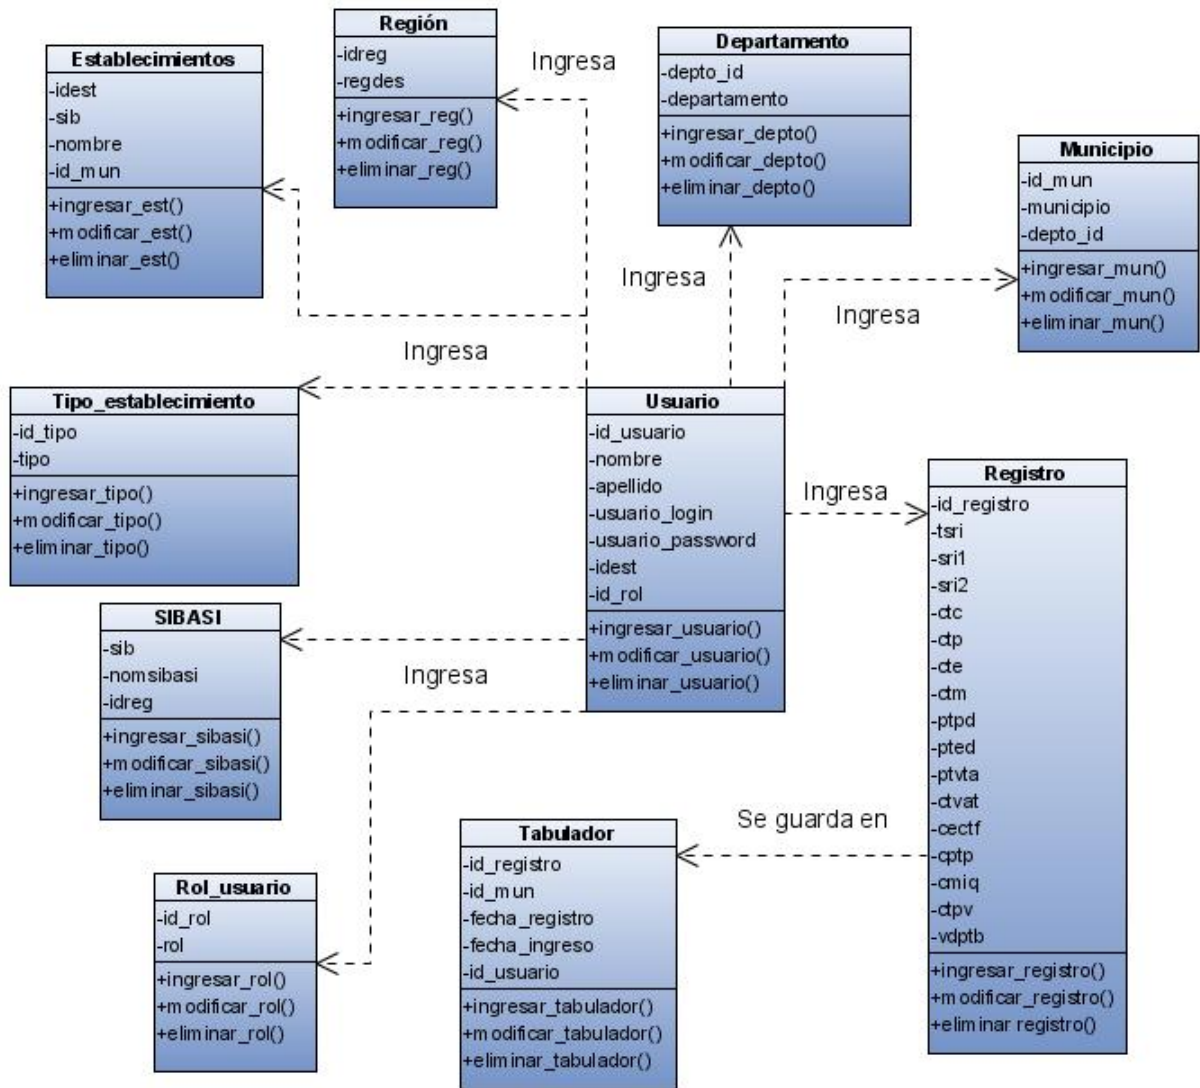 Región
-idreg
-regdes
+ingresar_reg()
+modificar_reg()
+eliminar_reg()
Establecimientos
-idest
-sib
-nombre
-id_mun
+ingresar_est()
+modificar_est()
+eliminar_est()
Ingresa
Departamento
-depto_id
-departamento
+ingresar_depto()
+modificar_depto()
+eliminar_depto()
Municipio
-id_mun
-municipio
-depto_id
+ingresar_mun()
+modificar_mun()
+eliminar_mun()
Ingresa
Ingresa
Ingresa
Tipo_establecimiento
-id_tipo
-tipo
+ingresar_tipo()
+modificar_tipo()
+eliminar_tipo()
Usuario
-id_usuario
-nombre
-apellido
-usuario_login
-usuario_password
-idest
-id_rol
+ingresar_usuario()
+modificar_usuario()
+eliminar_usuario()
Ingresa
Registro
-id_registro
-tsri
-sri1
-sri2
-ctc
-ctp
-cte
-ctm
-ptpd
-pted
-ptvta
-ctvat
-cectf
-cptp
-cmiq
-ctpv
-vdptb
+ingresar_registro()
+modificar_registro()
+eliminar registro()
SIBASI
-sib
-nomsibasi
-idreg
+ingresar_sibasi()
+modificar_sibasi()
+eliminar_sibasi()
Ingresa
Se guarda en
Tabulador
-id_registro
-id_mun
-fecha_registro
-fecha_ingreso
-id_usuario
+ingresar_tabulador()
+modificar_tabulador()
+eliminar_tabulador()
Rol_usuario
-id_rol
-rol
+ingresar_rol()
+modificar_rol()
+eliminar_rol()